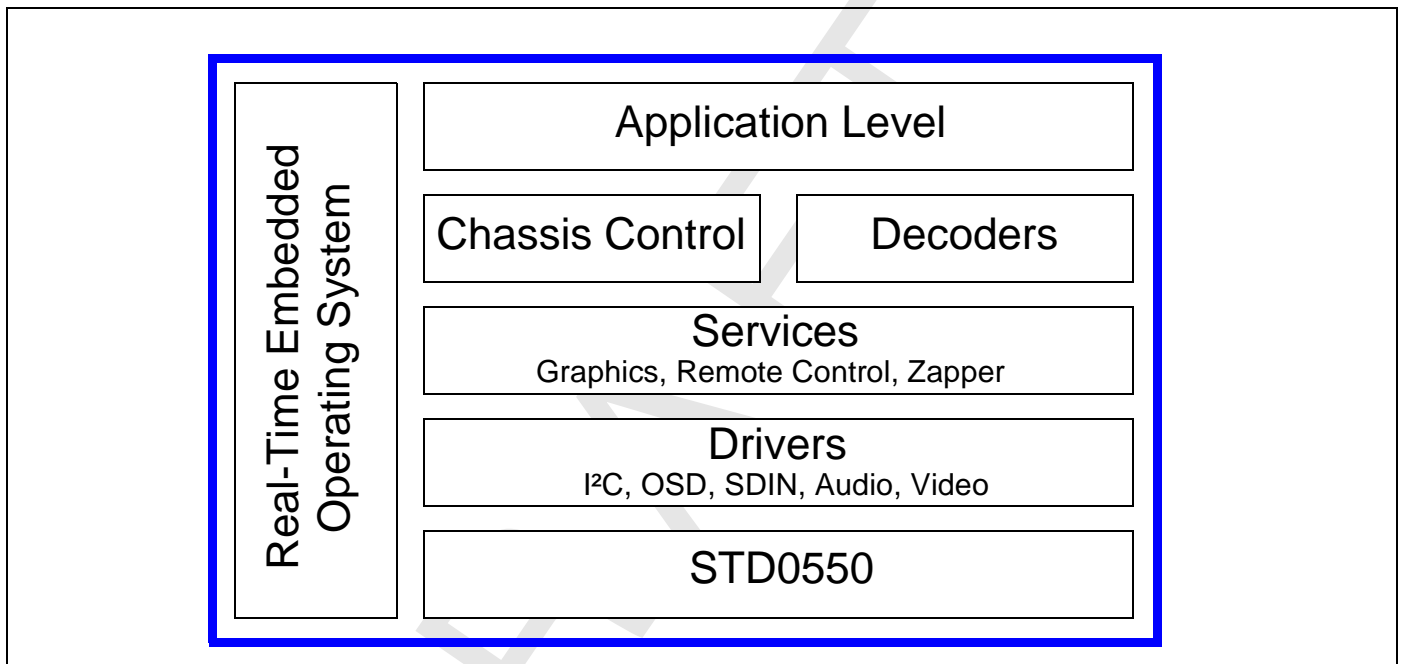 Real-Time Embedded
Operating System
Application Level
Chassis Control
Decoders
Services
Graphics, Remote Control, Zapper
Drivers
I²C, OSD, SDIN, Audio, Video
STD0550